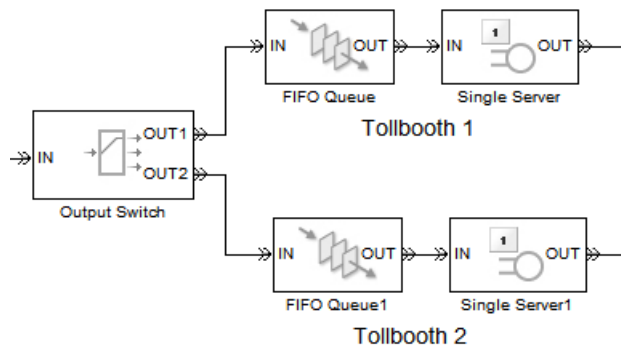 IN OUT IN 1 OUT
FIFO Queue Single Server
Tollbooth 1
IN OUT1
OUT2
Output Switch
IN OUT IN 1 OUT
FIFO Queue1 Single Server1
Tollbooth 2